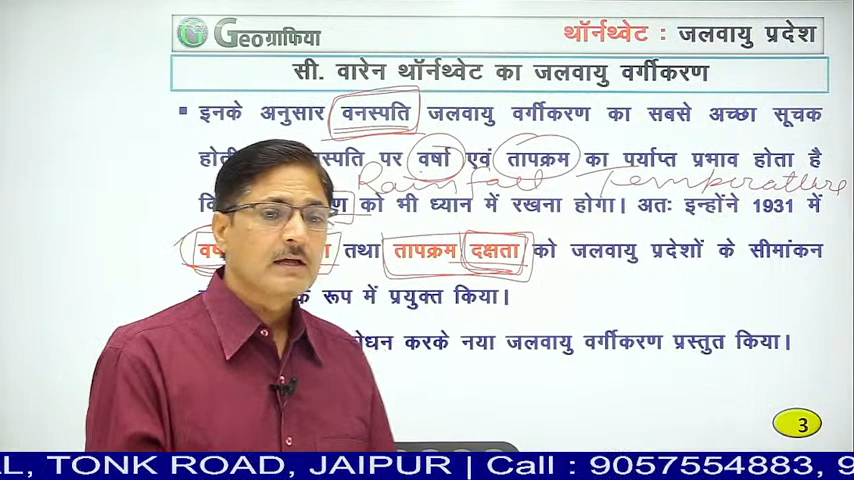 Geoग्राफिया
थॉर्नथ्वेट : जलवायु प्रदेश
सी. वारेन थॉर्नथ्वेट का जलवायु वर्गीकरण
▪ इनके अनुसार वनस्पति जलवायु वर्गीकरण का सबसे अच्छा सूचक
पर वर्षा एवं तापक्रम का पर्याप्त प्रभाव होता है
Rainfall Temperature
को भी ध्यान में रखना होगा। अतः इन्होंने 1931 में
तथा तापक्रम दक्षता को जलवायु प्रदेशों के सीमांकन
रूप में प्रयुक्त किया।
करके नया जलवायु वर्गीकरण प्रस्तुत किया।
3
TONK ROAD, JAIPUR | Call : 9057554883,